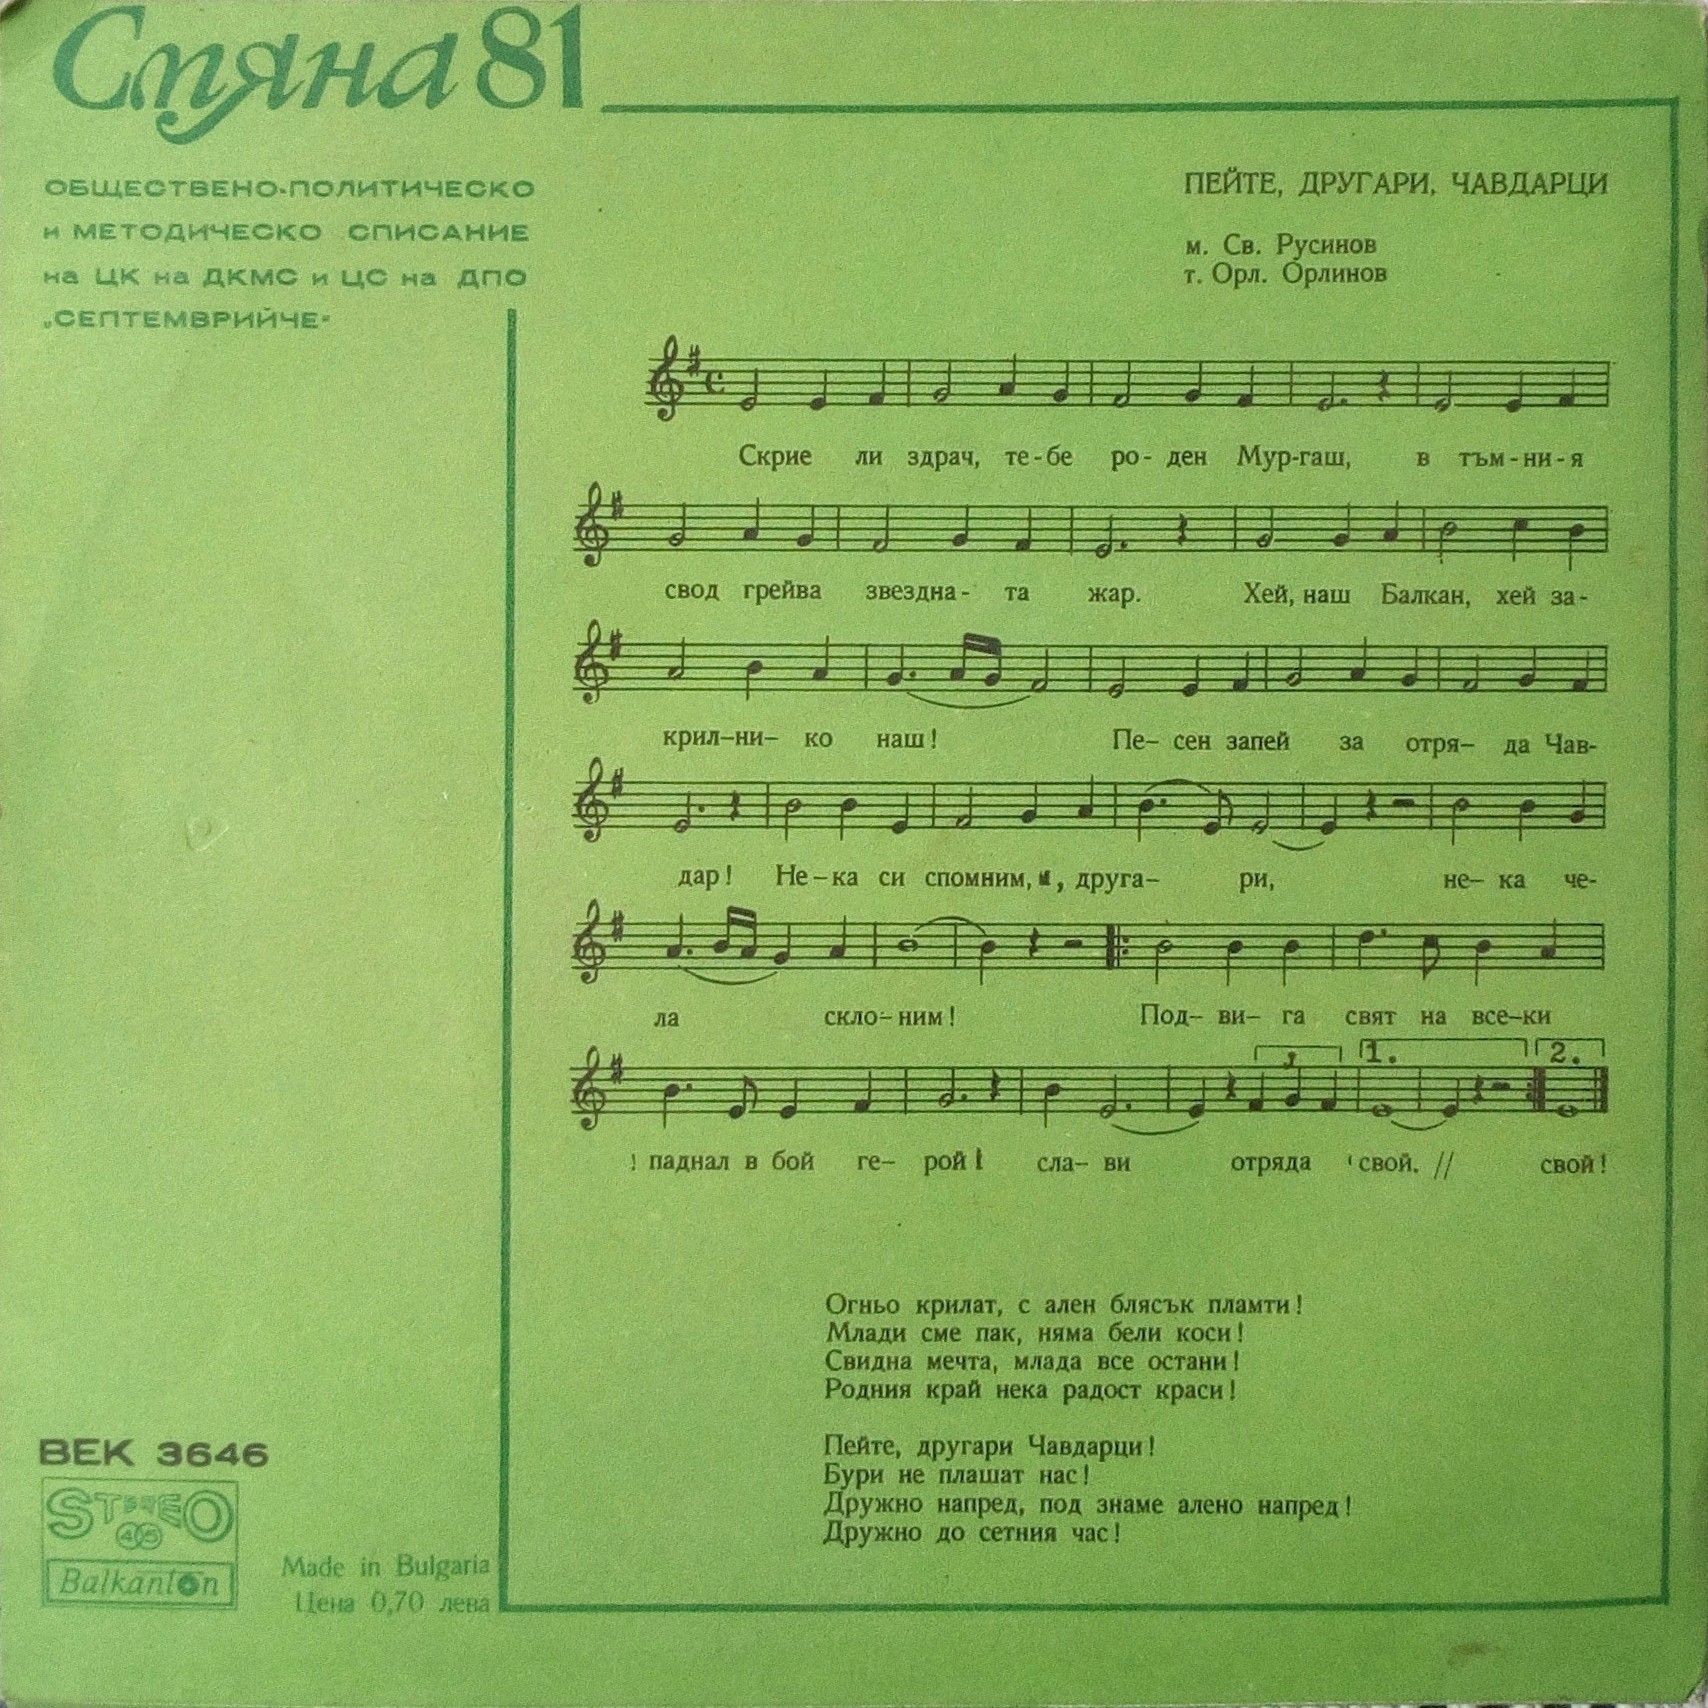 Смяна 81
ОБЩЕСТВЕНО-ПОЛИТИЧЕСКО
и МЕТОДИЧЕСКО СПИСАНИЕ
на ЦК на ДКМС и ЦС на ДПО
„СЕПТЕМВРИЙЧЕ"
ПЕЙТЕ, ДРУГАРИ, ЧАВДАРЦИ
м. Св. Русинов
т. Орл. Орлинов
Скрие ли здрач, те-бе ро- ден Мур-гаш, в тъм-ни-я
свод грейва звездна- та жар. Хей, наш Балкан, хей за-
крил-ни- ко наш! Пе- сен запей за отря- да Чав-
дар! Не-ка си спомним, , друга- ри, не- ка че-
ла скло-ним! Под- ви- га свят на все-ки
3 1. 2.
! паднал в бой ге- рой! сла- ви отряда свой. // свой!
Огньо крилат, с ален блясък пламти!
Млади сме пак, няма бели коси!
Свидна мечта, млада все остани!
Родния край нека радост краси!
Пейте, другари Чавдарци!
Бури не плашат нас!
Дружно напред, под знаме алено напред!
Дружно до сетния час!
ВЕК 3646
STEREO
45
Balkanton
Made in Bulgaria
Цена 0,70 лева